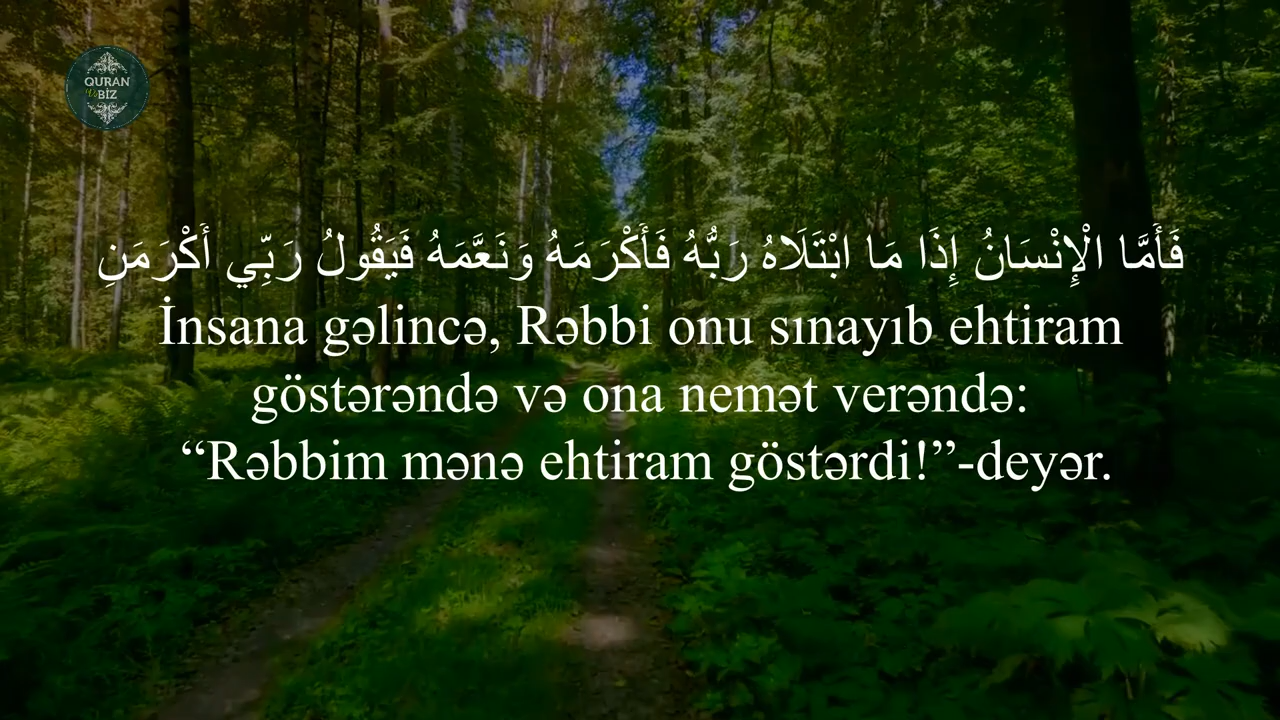 QURAN
Və BİZ
فَأَمَّا الْإِنْسَانُ إِذَا مَا ابْتَلَاهُ رَبُّهُ فَأَكْرَمَهُ وَنَعَّمَهُ فَيَقُولُ رَبِّي أَكْرَمَنِ
İnsana gəlincə, Rəbbi onu sınayıb ehtiram
göstərəndə və ona nemət verəndə:
“Rəbbim mənə ehtiram göstərdi!”-deyər.